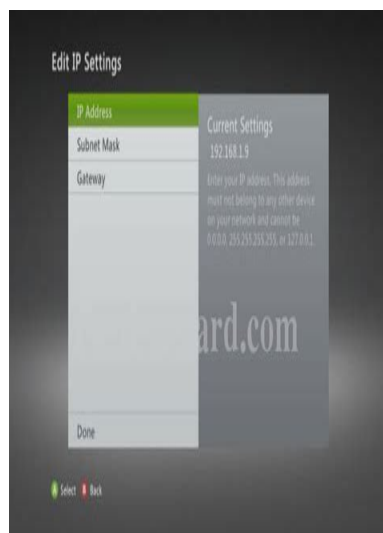 Edit IP Settings
IP Address
Subnet Mask
Gateway
Done
Current Settings
192.168.1.9
Enter your IP address. This address
must not belong to any other device
on your network and cannot be
0.0.0.0, 255.255.255.255, or 127.0.0.1.
ard.com
A Select B Back